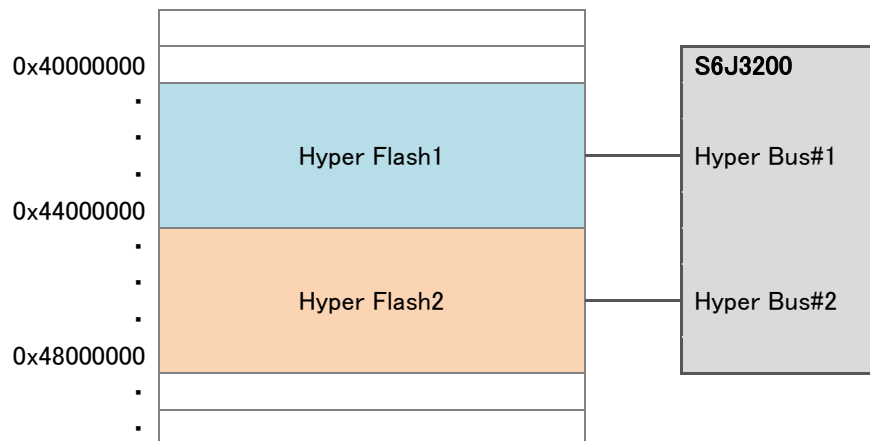 0x40000000
S6J3200
.
.
.
Hyper Flash1
Hyper Bus#1
0x44000000
.
.
.
Hyper Flash2
Hyper Bus#2
0x48000000
.
.